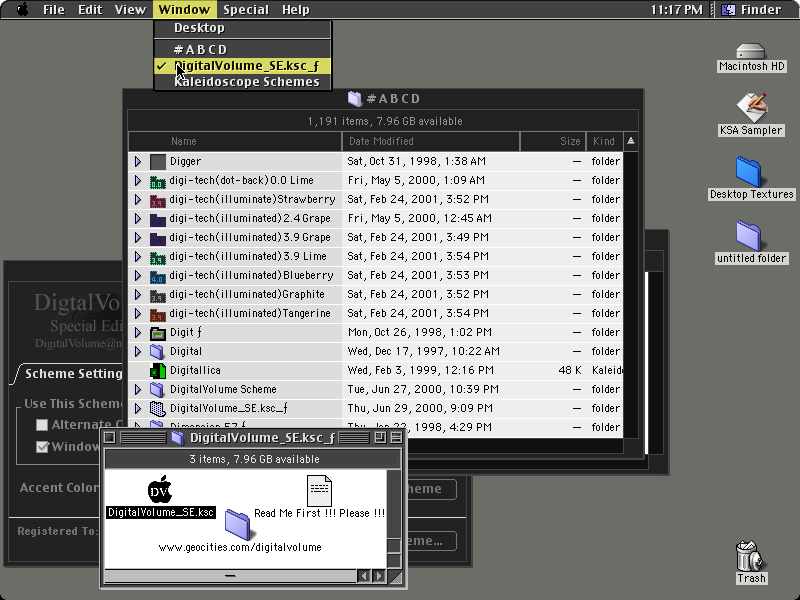 File Edit View Window Special Help 11:17 PM Finder
Desktop
#ABCD
DigitalVolume_SE.ksc_ƒ
Kaleidoscope Schemes
Macintosh HD
KSA Sampler
Desktop Textures
untitled folder
Trash
#ABCD
1,191 items, 7.96 GB available
Name Date Modified Size Kind
Digger Sat, Oct 31, 1998, 1:38 AM — folder
digi-tech(dot-back)0.0 Lime Fri, May 5, 2000, 1:09 AM — folder
digi-tech(illuminate)Strawberry Sat, Feb 24, 2001, 3:52 PM — folder
digi-tech(illuminated)2.4 Grape Fri, May 5, 2000, 12:45 AM — folder
digi-tech(illuminated)3.9 Grape Sat, Feb 24, 2001, 3:49 PM — folder
digi-tech(illuminated)3.9 Lime Sat, Feb 24, 2001, 3:54 PM — folder
digi-tech(illuminated)Blueberry Sat, Feb 24, 2001, 3:53 PM — folder
digi-tech(illuminated)Graphite Sat, Feb 24, 2001, 3:52 PM — folder
digi-tech(illuminated)Tangerine Sat, Feb 24, 2001, 3:54 PM — folder
Digit ƒ Mon, Oct 26, 1998, 1:02 PM — folder
Digital Wed, Dec 17, 1997, 10:22 AM — folder
Digitallica Wed, Feb 3, 1999, 12:16 PM 48 K Kaleid
DigitalVolume Scheme Tue, Jun 27, 2000, 10:39 PM — folder
DigitalVolume_SE.ksc_ƒ Thu, Jun 29, 2000, 9:09 PM — folder
1998, 4:29 PM — folder
DigtalVo
Special Edi
DigitalVolume@m
Scheme Setting
Use This Scheme
Alternate C
Window
Accent Color
heme
Registered To:
eme...
DigitalVolume_SE.ksc_ƒ
3 items, 7.96 GB available
DV
DigitalVolume_SE.ksc
Read Me First !!! Please !!!
www.geocities.com/digitalvolume